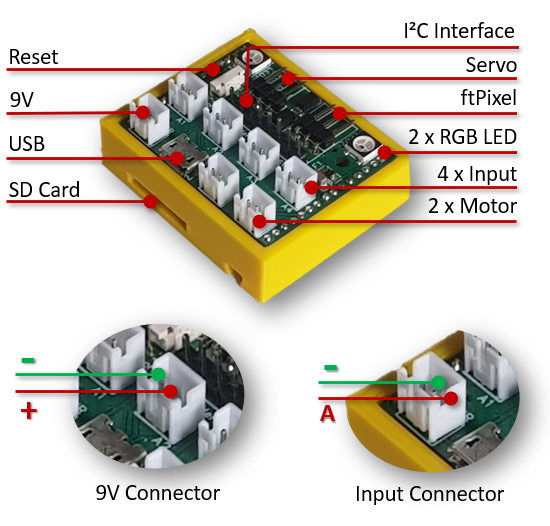 I²C Interface
Reset
Servo
9V
ftPixel
USB
2 x RGB LED
4 x Input
SD Card
2 x Motor
-
+
-
A
9V Connector
Input Connector